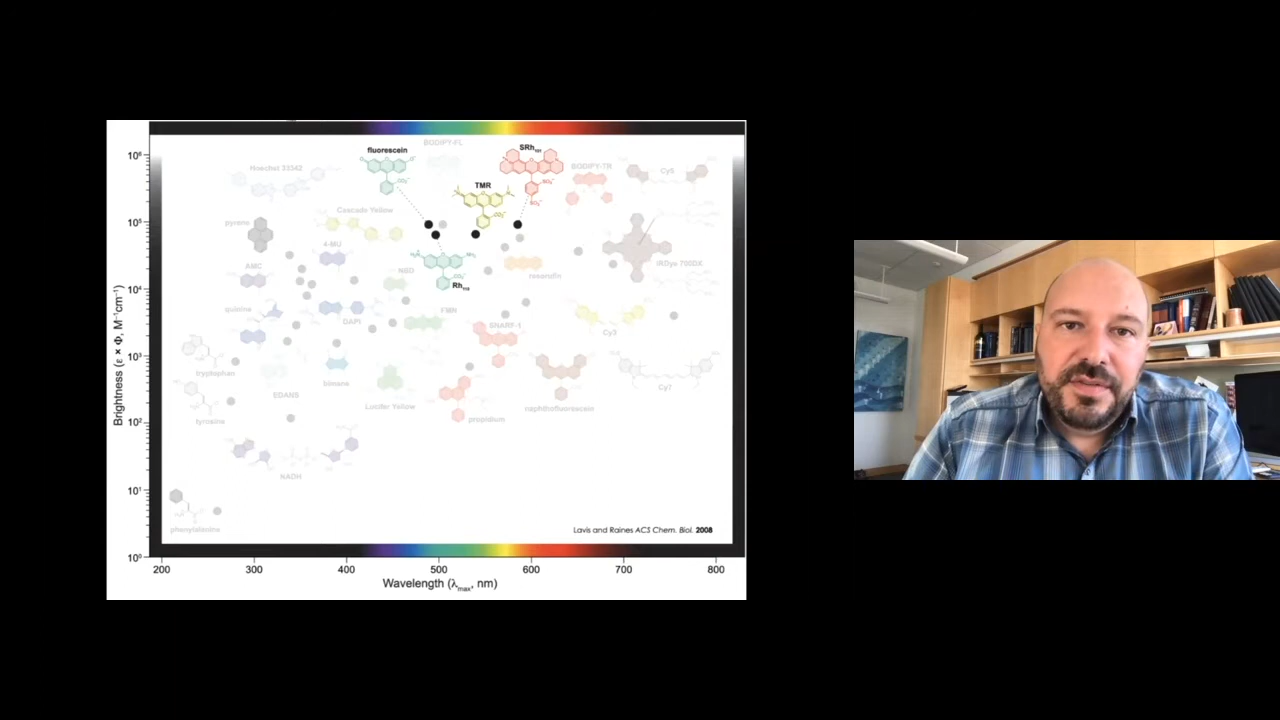 BODIPY-FL
fluorescein
SRh₁₀₁
Hoechst 33342
BODIPY-TR
Cy5
TMR
Cascade Yellow
pyrene
4-MU
AMC
NBD
resorufin
IRDye 700DX
Rh₁₁₀
quinine
DAPI
FMN
SNARF-1
Cy3
tryptophan
bimane
Cy7
EDANS
Lucifer Yellow
naphthofluorescein
tyrosine
propidium
NADH
phenylalanine
Lavis and Raines ACS Chem. Biol. 2008
10⁶
10⁵
10⁴
10³
10²
10¹
10⁰
Brightness (ε × Φ, M⁻¹cm⁻¹)
200 300 400 500 600 700 800
Wavelength (λmax, nm)